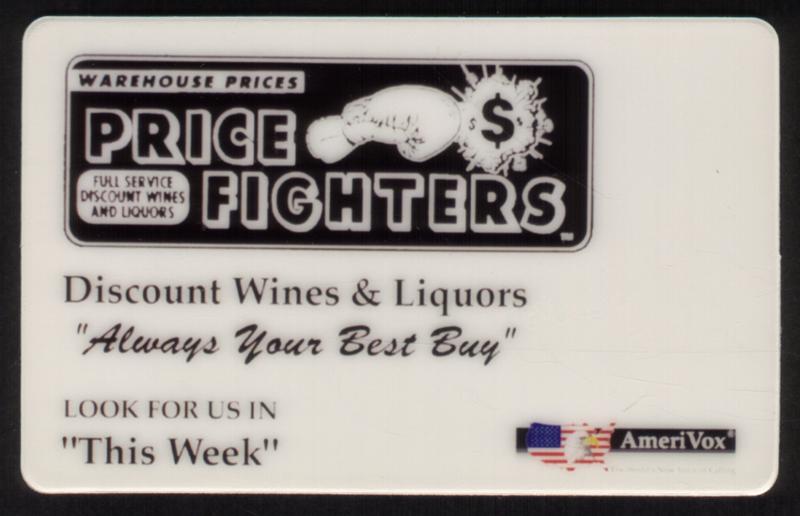 WAREHOUSE PRICES
PRICE
$ $ $
FIGHTERS™
FULL SERVICE
DISCOUNT WINES
AND LIQUORS
Discount Wines & Liquors
"Always Your Best Buy"
LOOK FOR US IN
"This Week"
AmeriVox®